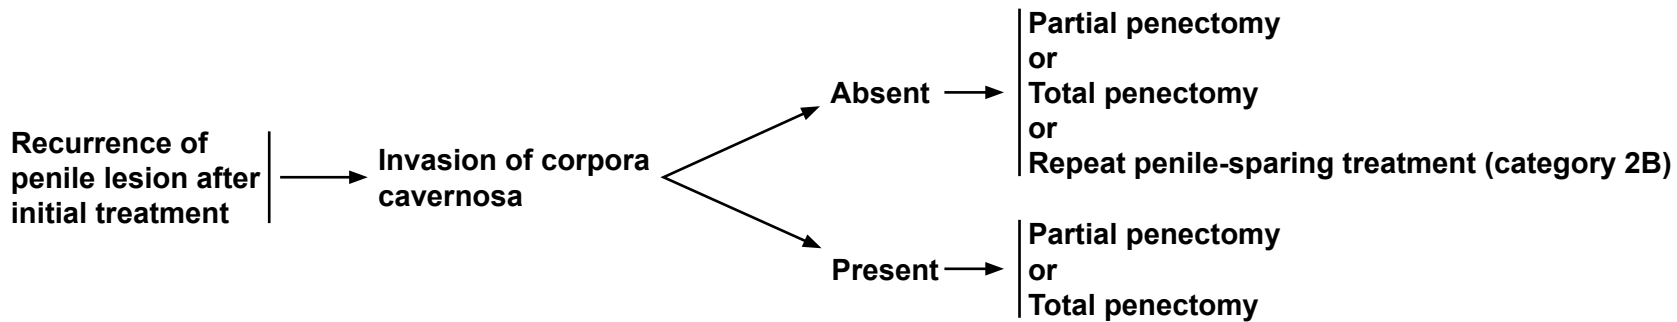 Recurrence of
penile lesion after
initial treatment
Invasion of corpora
cavernosa
Absent
Partial penectomy
or
Total penectomy
or
Repeat penile-sparing treatment (category 2B)
Present
Partial penectomy
or
Total penectomy